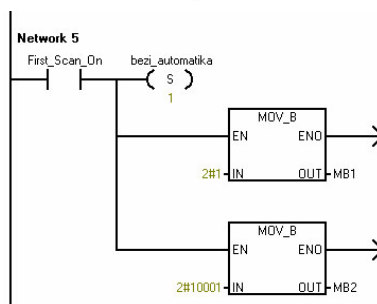 Network 5
First_Scan_On bezi_automatika
S
1
MOV_B
EN ENO
2#1 IN OUT MB1
MOV_B
EN ENO
2#10001 IN OUT MB2